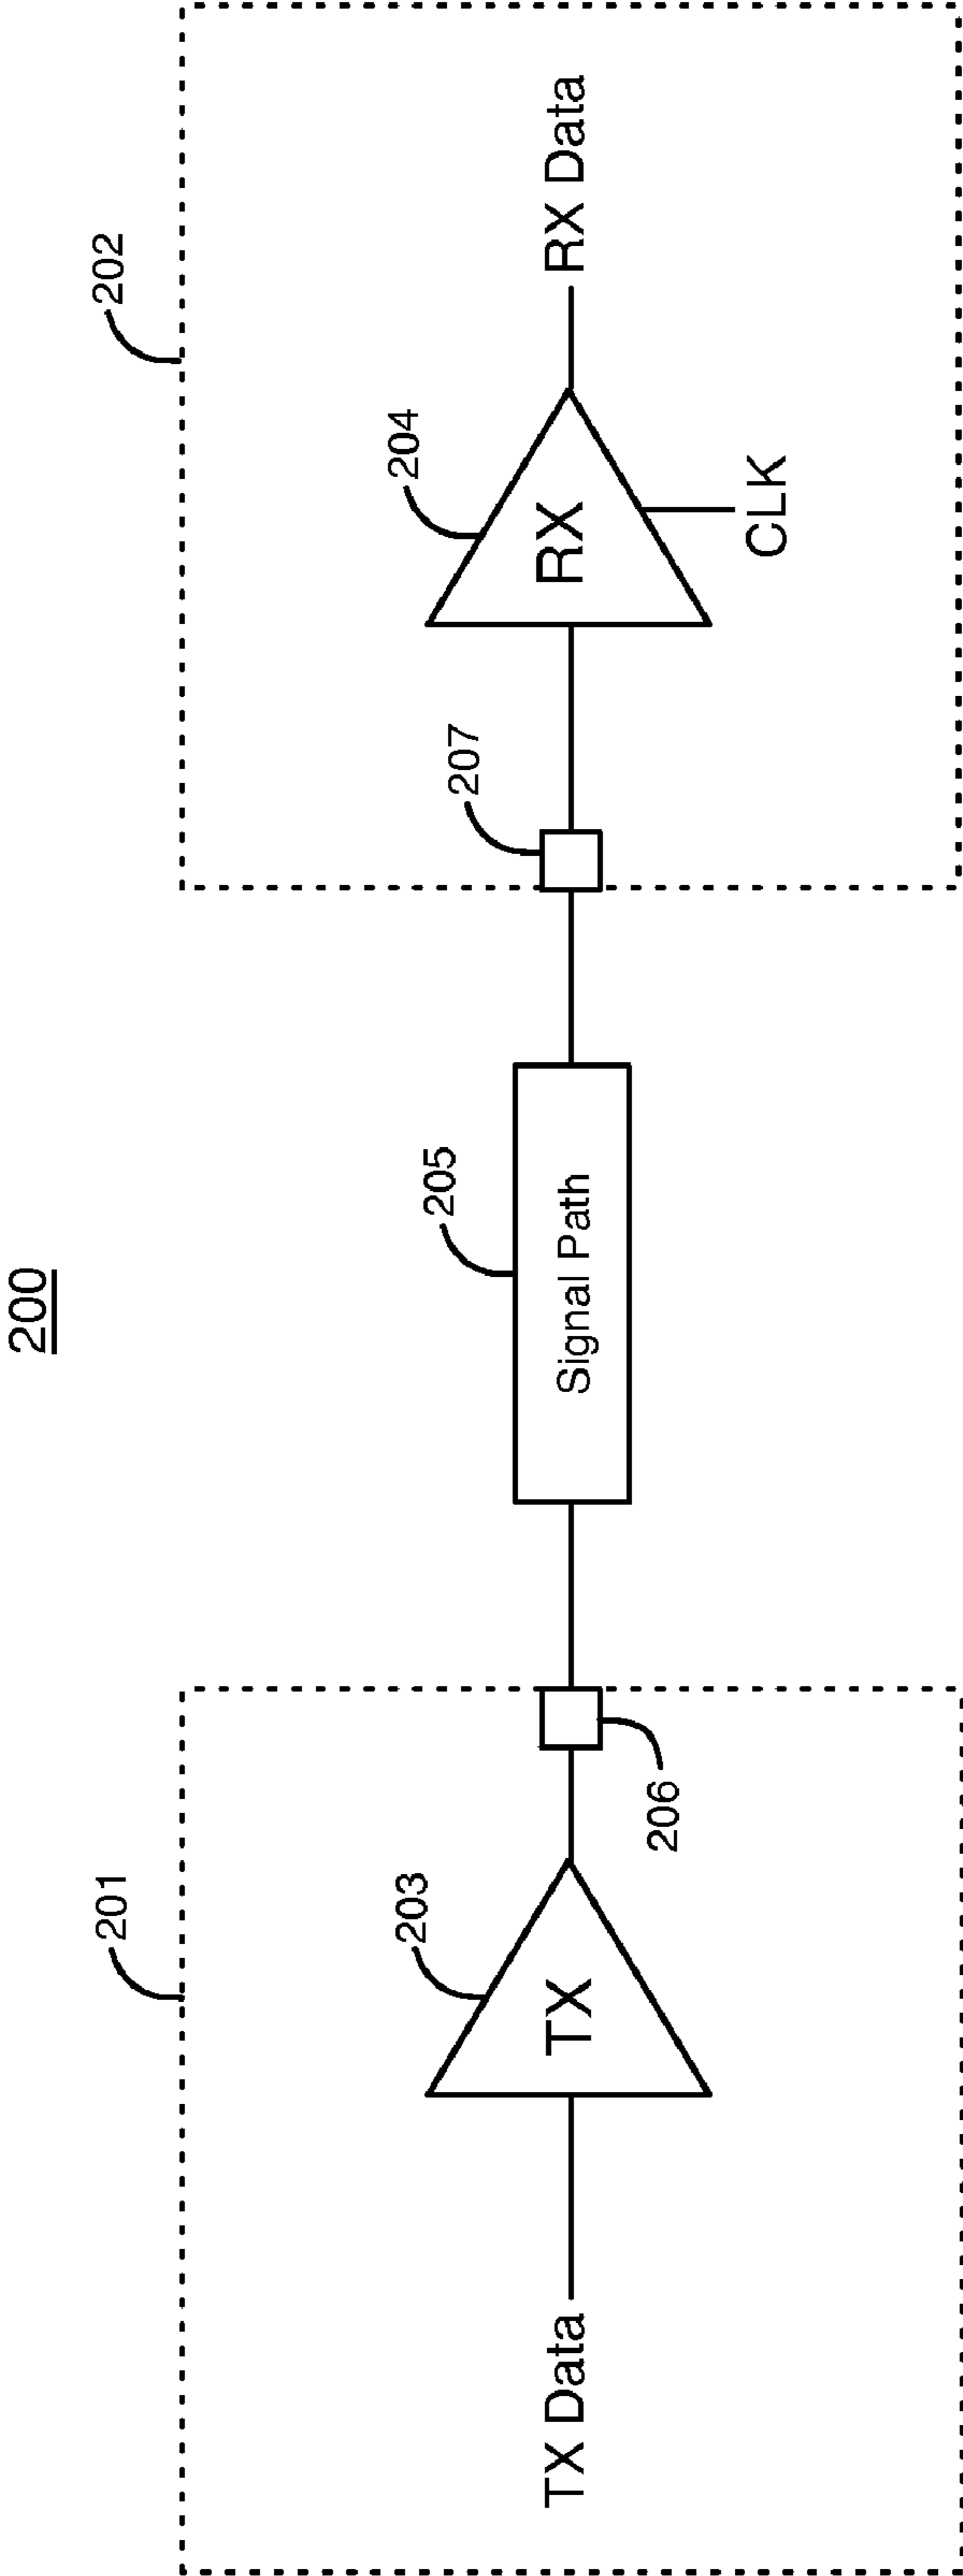 200
201
202
203
204
205
206
207
TX Data
TX
Signal Path
RX
RX Data
CLK